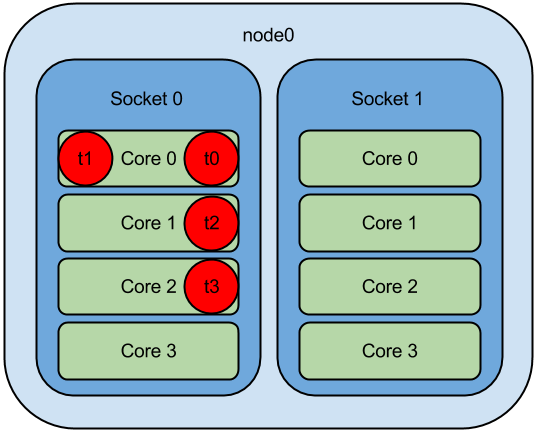 node0
Socket 0
Socket 1
t1 Core 0 t0
Core 0
Core 1 t2
Core 1
Core 2 t3
Core 2
Core 3
Core 3